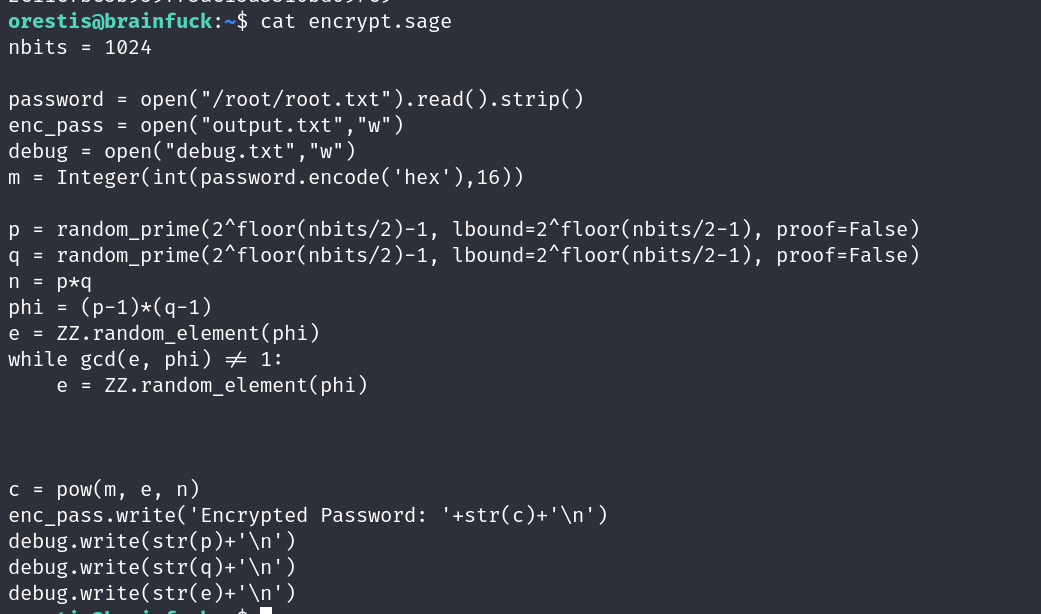 orestis@brainfuck:~$ cat encrypt.sage
nbits = 1024
password = open("/root/root.txt").read().strip()
enc_pass = open("output.txt","w")
debug = open("debug.txt","w")
m = Integer(int(password.encode('hex'),16))
p = random_prime(2^floor(nbits/2)-1, lbound=2^floor(nbits/2-1), proof=False)
q = random_prime(2^floor(nbits/2)-1, lbound=2^floor(nbits/2-1), proof=False)
n = p*q
phi = (p-1)*(q-1)
e = ZZ.random_element(phi)
while gcd(e, phi) ≠ 1:
    e = ZZ.random_element(phi)
c = pow(m, e, n)
enc_pass.write('Encrypted Password: '+str(c)+'\n')
debug.write(str(p)+'\n')
debug.write(str(q)+'\n')
debug.write(str(e)+'\n')